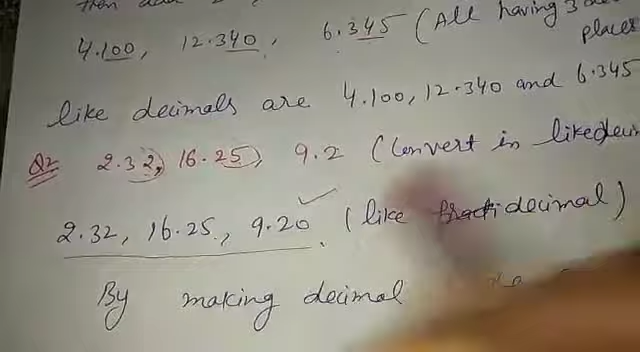 then
4.100, 12.340, 6.345 (All having 3
places
like decimals are 4.100, 12.340 and 6.345
Q2 2.32, 16.25, 9.2 (Convert in like
2.32, 16.25, 9.20. (like decimal)
By making decimal